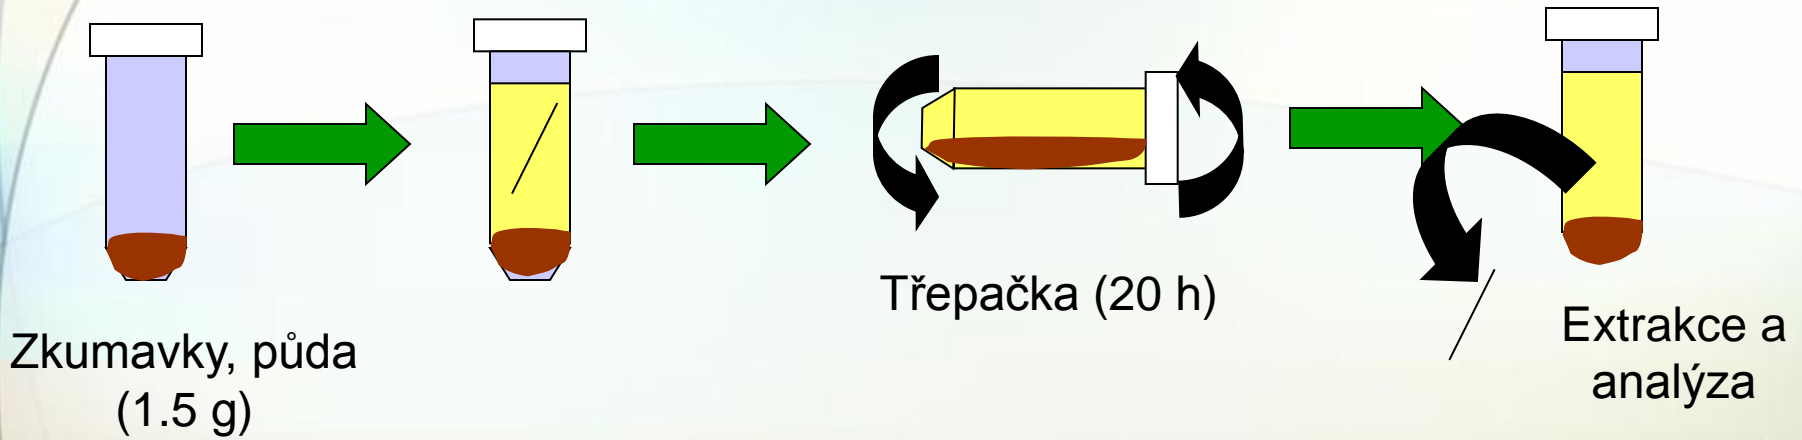 Zkumavky, půda
(1.5 g)
Třepačka (20 h)
Extrakce a
analýza